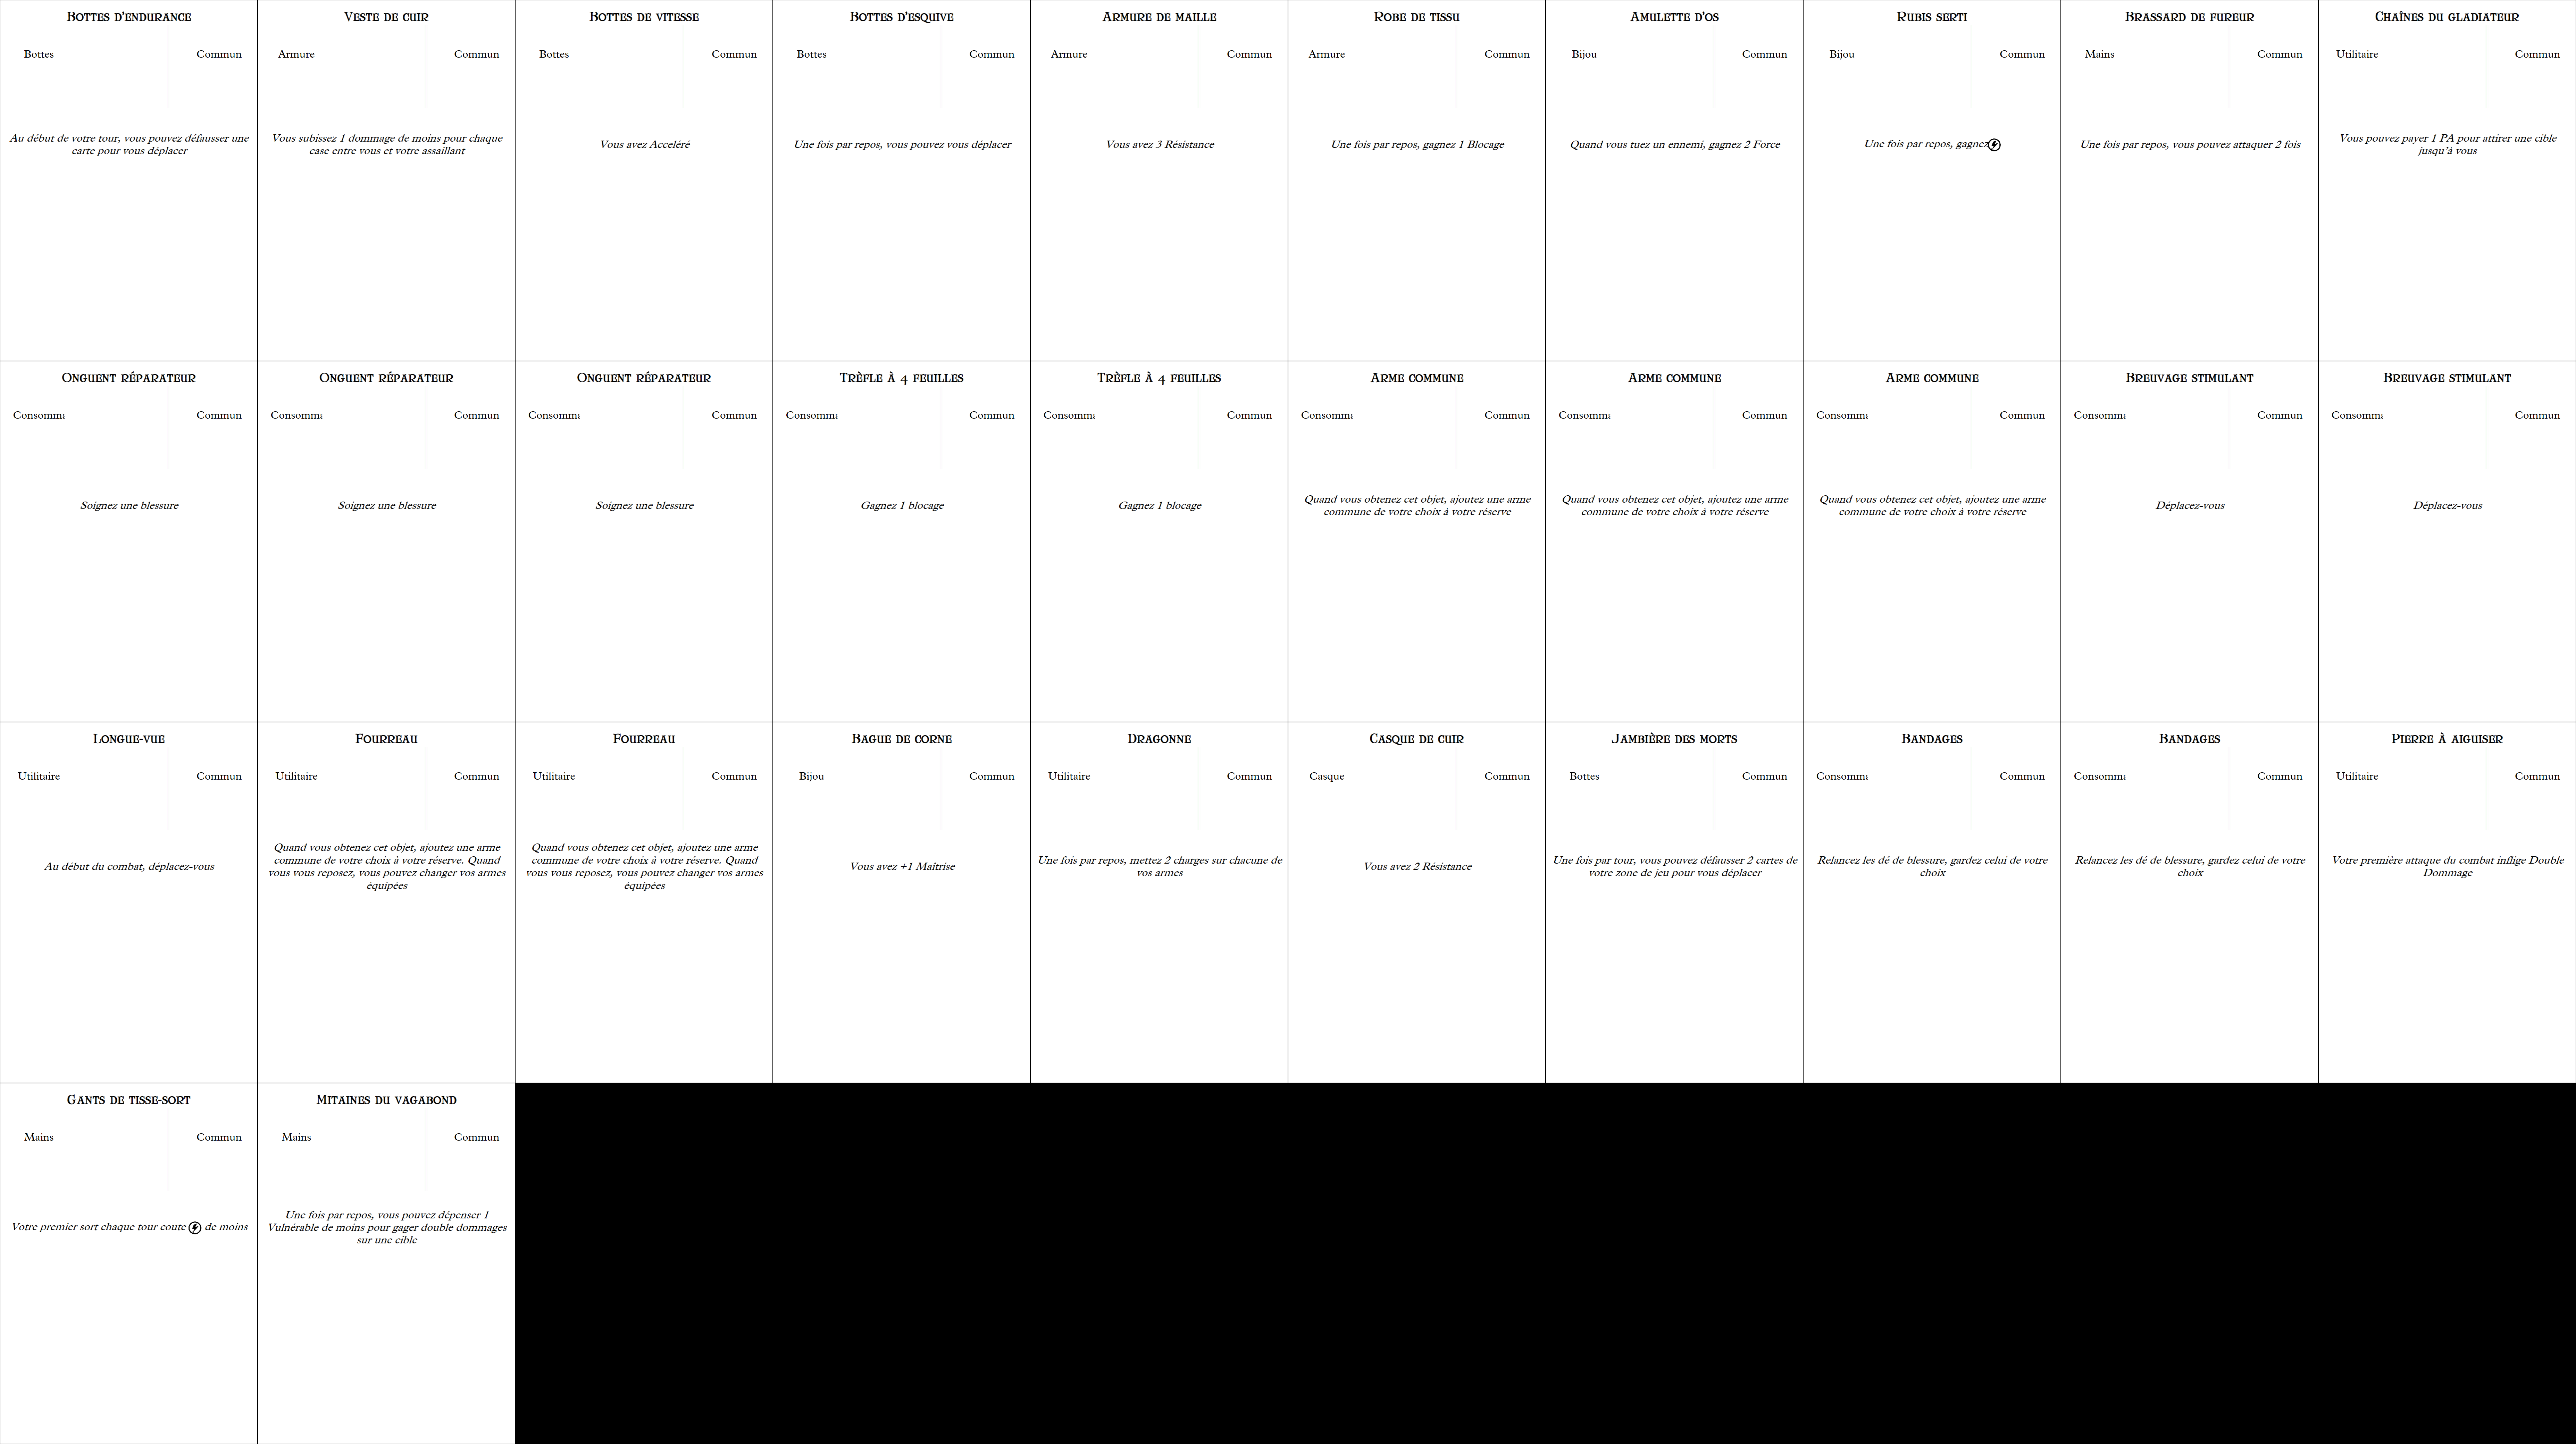 Bottes d'endurance
Bottes
Commun
Au début de votre tour, vous pouvez défausser une
carte pour vous déplacer
Veste de cuir
Armure
Commun
Vous subissez 1 dommage de moins pour chaque
case entre vous et votre assaillant
Bottes de vitesse
Bottes
Commun
Vous avez Acceléré
Bottes d'esquive
Bottes
Commun
Une fois par repos, vous pouvez vous déplacer
Armure de maille
Armure
Commun
Vous avez 3 Résistance
Robe de tissu
Armure
Commun
Une fois par repos, gagnez 1 Blocage
Amulette d'os
Bijou
Commun
Quand vous tuez un ennemi, gagnez 2 Force
Rubis serti
Bijou
Commun
Une fois par repos, gagnez
Brassard de fureur
Mains
Commun
Une fois par repos, vous pouvez attaquer 2 fois
Chaînes du gladiateur
Utilitaire
Commun
Vous pouvez payer 1 PA pour attirer une cible
jusqu'à vous
Onguent réparateur
Consomma
Commun
Soignez une blessure
Onguent réparateur
Consomma
Commun
Soignez une blessure
Onguent réparateur
Consomma
Commun
Soignez une blessure
Trèfle à 4 feuilles
Consomma
Commun
Gagnez 1 blocage
Trèfle à 4 feuilles
Consomma
Commun
Gagnez 1 blocage
Arme commune
Consomma
Commun
Quand vous obtenez cet objet, ajoutez une arme
commune de votre choix à votre réserve
Arme commune
Consomma
Commun
Quand vous obtenez cet objet, ajoutez une arme
commune de votre choix à votre réserve
Arme commune
Consomma
Commun
Quand vous obtenez cet objet, ajoutez une arme
commune de votre choix à votre réserve
Breuvage stimulant
Consomma
Commun
Déplacez-vous
Breuvage stimulant
Consomma
Commun
Déplacez-vous
Longue-vue
Utilitaire
Commun
Au début du combat, déplacez-vous
Fourreau
Utilitaire
Commun
Quand vous obtenez cet objet, ajoutez une arme
commune de votre choix à votre réserve. Quand
vous vous reposez, vous pouvez changer vos armes
équipées
Fourreau
Utilitaire
Commun
Quand vous obtenez cet objet, ajoutez une arme
commune de votre choix à votre réserve. Quand
vous vous reposez, vous pouvez changer vos armes
équipées
Bague de corne
Bijou
Commun
Vous avez +1 Maîtrise
Dragonne
Utilitaire
Commun
Une fois par repos, mettez 2 charges sur chacune de
vos armes
Casque de cuir
Casque
Commun
Vous avez 2 Résistance
Jambière des morts
Bottes
Commun
Une fois par tour, vous pouvez défausser 2 cartes de
votre zone de jeu pour vous déplacer
Bandages
Consomma
Commun
Relancez les dé de blessure, gardez celui de votre
choix
Bandages
Consomma
Commun
Relancez les dé de blessure, gardez celui de votre
choix
Pierre à aiguiser
Utilitaire
Commun
Votre première attaque du combat inflige Double
Dommage
Gants de tisse-sort
Mains
Commun
Votre premier sort chaque tour coute de moins
Mitaines du vagabond
Mains
Commun
Une fois par repos, vous pouvez dépenser 1
Vulnérable de moins pour gager double dommages
sur une cible